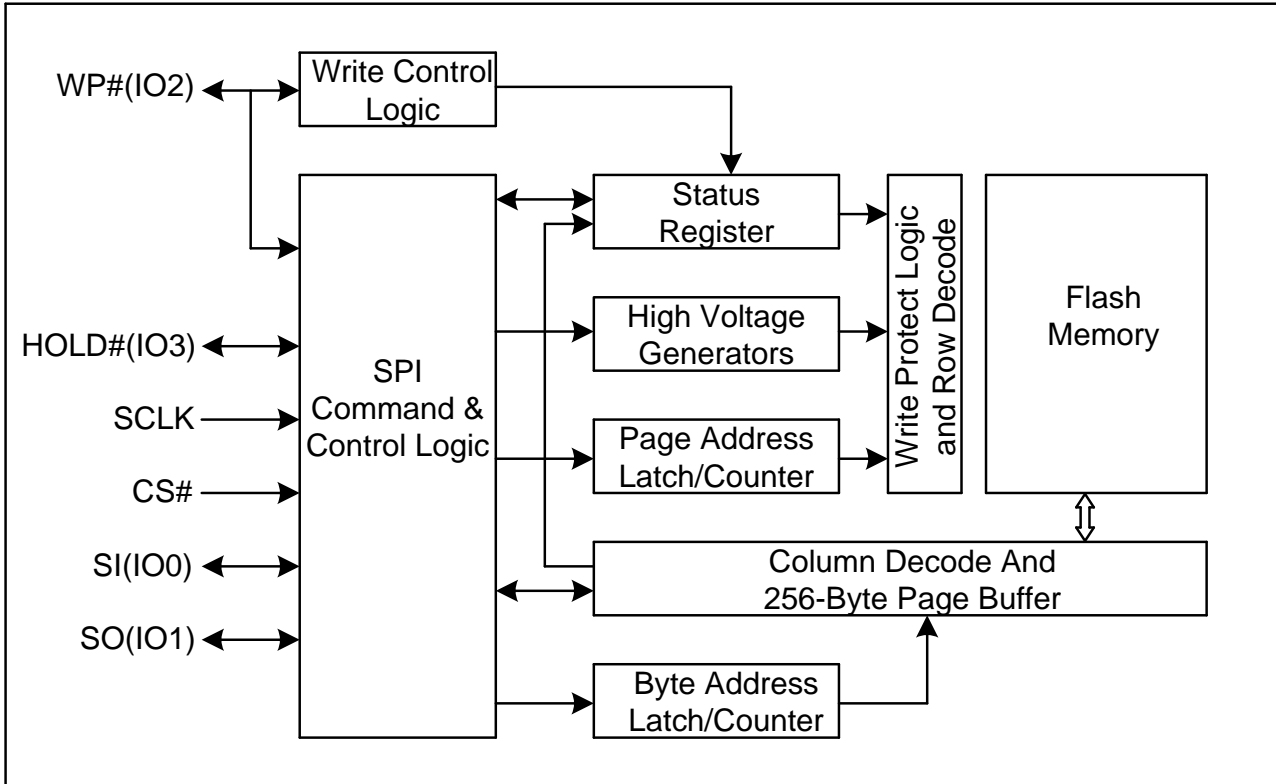 WP#(IO2)
Write Control
Logic
Status
Register
Write Protect Logic
and Row Decode
Flash
Memory
High Voltage
Generators
HOLD#(IO3)
SPI
Command &
Control Logic
SCLK
Page Address
Latch/Counter
CS#
SI(IO0)
Column Decode And
256-Byte Page Buffer
SO(IO1)
Byte Address
Latch/Counter